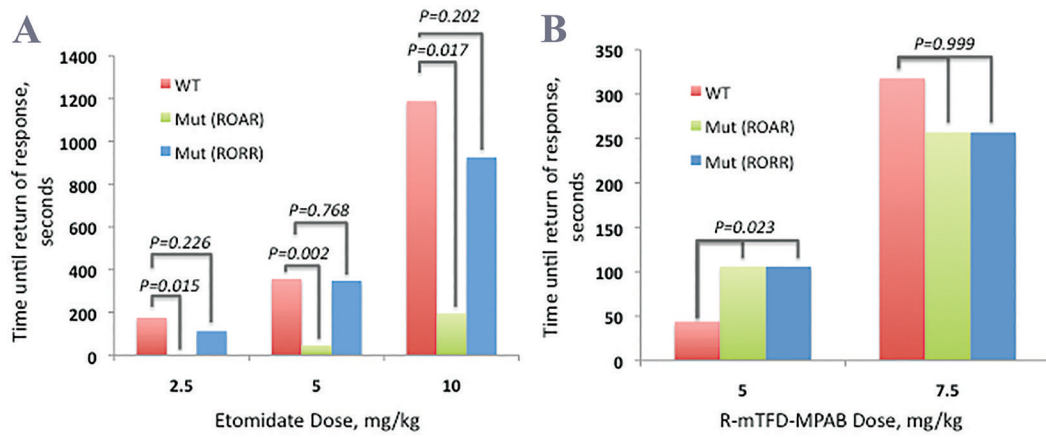 A
Time until return of response, seconds
1400
1200
1000
800
600
400
200
0
WT
Mut (ROAR)
Mut (RORR)
P=0.226
P=0.015
P=0.768
P=0.002
P=0.202
P=0.017
2.5
5
10
Etomidate Dose, mg/kg
B
Time until return of response, seconds
350
300
250
200
150
100
50
0
WT
Mut (ROAR)
Mut (RORR)
P=0.023
P=0.999
5
7.5
R-mTFD-MPAB Dose, mg/kg